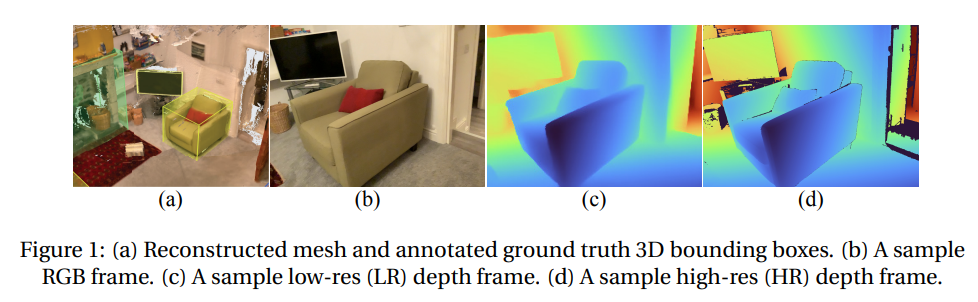 (a) (b) (c) (d)
Figure 1: (a) Reconstructed mesh and annotated ground truth 3D bounding boxes. (b) A sample
RGB frame. (c) A sample low-res (LR) depth frame. (d) A sample high-res (HR) depth frame.